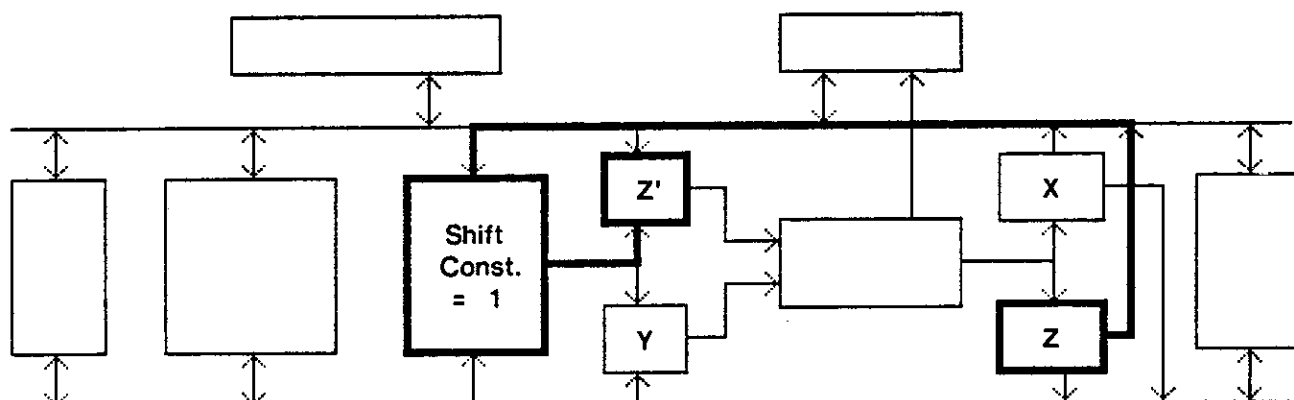 Z'
X
Shift
Const.
= 1
Y
Z